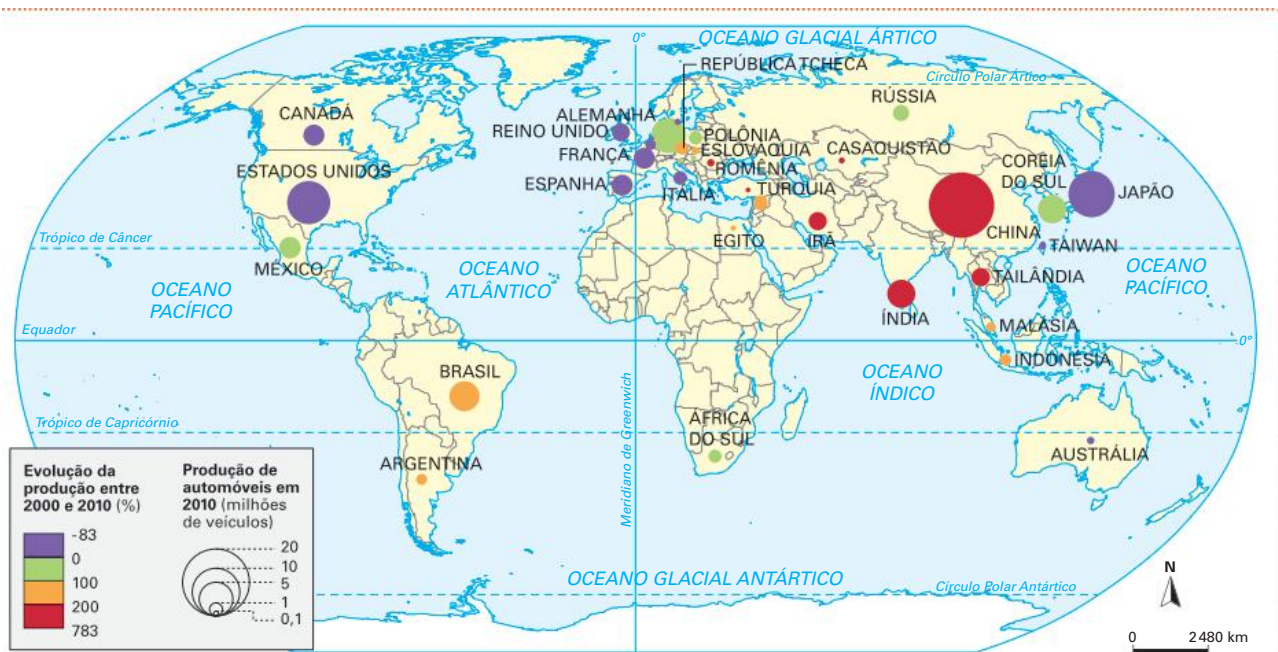 OCEANO GLACIAL ÁRTICO
0°
REPÚBLICA TCHECA
Círculo Polar Ártico
RÚSSIA
CANADÁ
ALEMANHA
REINO UNIDO
POLÔNIA
ESLOVÁQUIA
CASAQUISTÃO
FRANÇA
ROMÊNIA
COREIA
DO SUL
ESTADOS UNIDOS
ESPANHA
ITÁLIA
TURQUIA
JAPÃO
CHINA
EGITO
IRÃ
TAIWAN
Trópico de Câncer
MÉXICO
OCEANO
ATLÂNTICO
OCEANO
PACÍFICO
TAILÂNDIA
OCEANO
PACÍFICO
ÍNDIA
MALÁSIA
Equador
0°
INDONÉSIA
BRASIL
OCEANO
ÍNDICO
ÁFRICA
DO SUL
Trópico de Capricórnio
Meridiano de Greenwich
ARGENTINA
AUSTRÁLIA
OCEANO GLACIAL ANTÁRTICO
Círculo Polar Antártico
Evolução da
produção entre
2000 e 2010 (%)
-83
0
100
200
783
Produção de
automóveis em
2010 (milhões
de veículos)
20
10
5
1
0,1
N
0
2 480 km